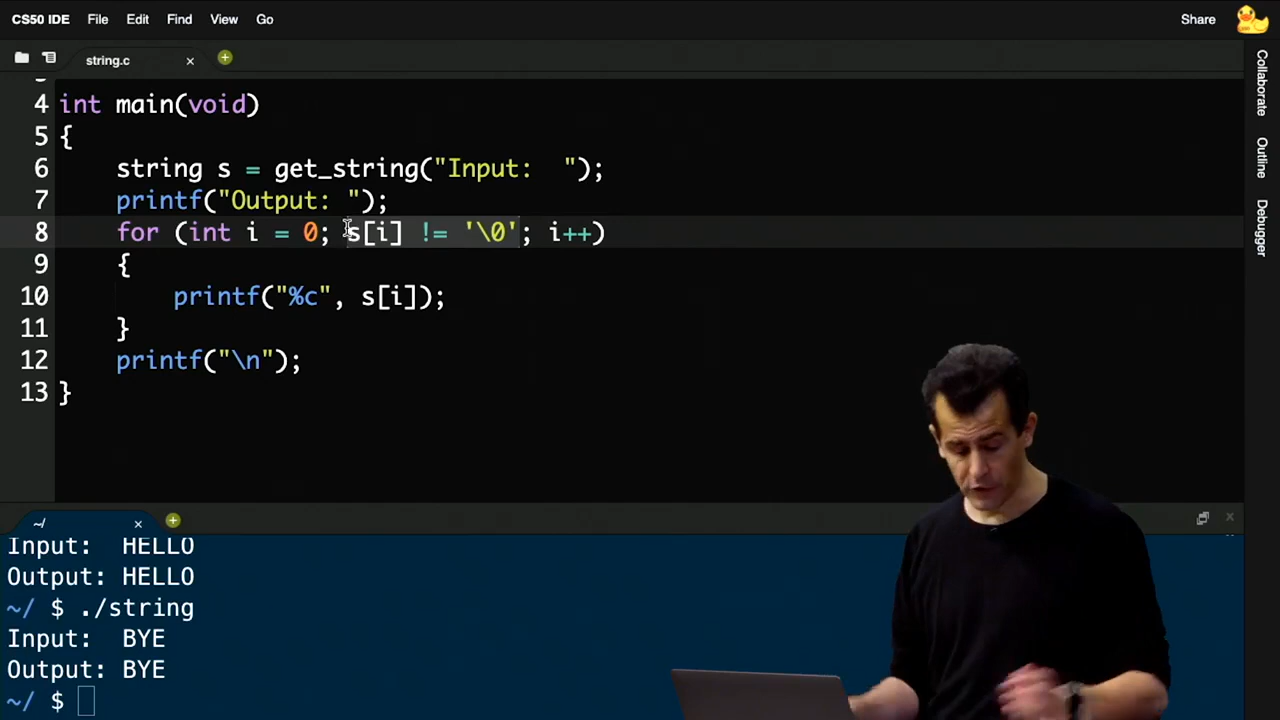 CS50 IDE File Edit Find View Go Share
string.c
4 int main(void)
5 {
6 string s = get_string("Input:  ");
7 printf("Output: ");
8 for (int i = 0; s[i] != '\0'; i++)
9 {
10 printf("%c", s[i]);
11 }
12 printf("\n");
13 }
~/
Input:  HELLO
Output: HELLO
~/ $ ./string
Input:  BYE
Output: BYE
~/ $
Collaborate
Outline
Debugger